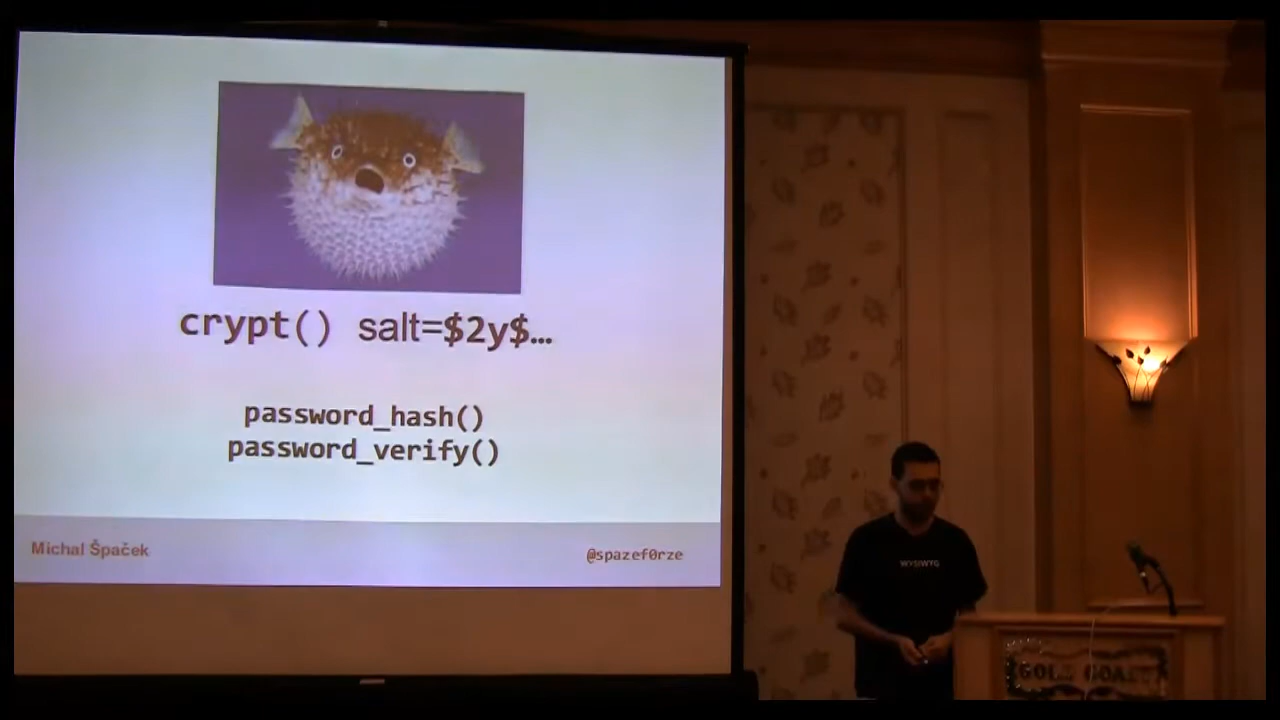 crypt() salt=$2y$…
password_hash()
password_verify()
Michal Špaček
@spazef0rze
WYSIWYG
GOLD COAST